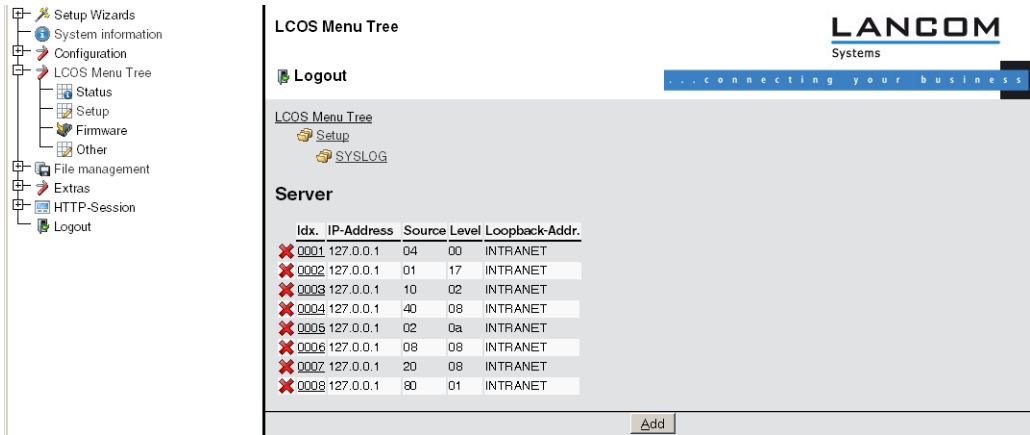 Setup Wizards
System information
Configuration
LCOS Menu Tree
Status
Setup
Firmware
Other
File management
Extras
HTTP-Session
Logout
LCOS Menu Tree
LANCOM
Systems
Logout
...connecting your business
LCOS Menu Tree
Setup
SYSLOG
Server
Idx. IP-Address Source Level Loopback-Addr.
0001 127.0.0.1 04 00 INTRANET
0002 127.0.0.1 01 17 INTRANET
0003 127.0.0.1 10 02 INTRANET
0004 127.0.0.1 40 08 INTRANET
0005 127.0.0.1 02 0a INTRANET
0006 127.0.0.1 08 08 INTRANET
0007 127.0.0.1 20 08 INTRANET
0008 127.0.0.1 80 01 INTRANET
Add